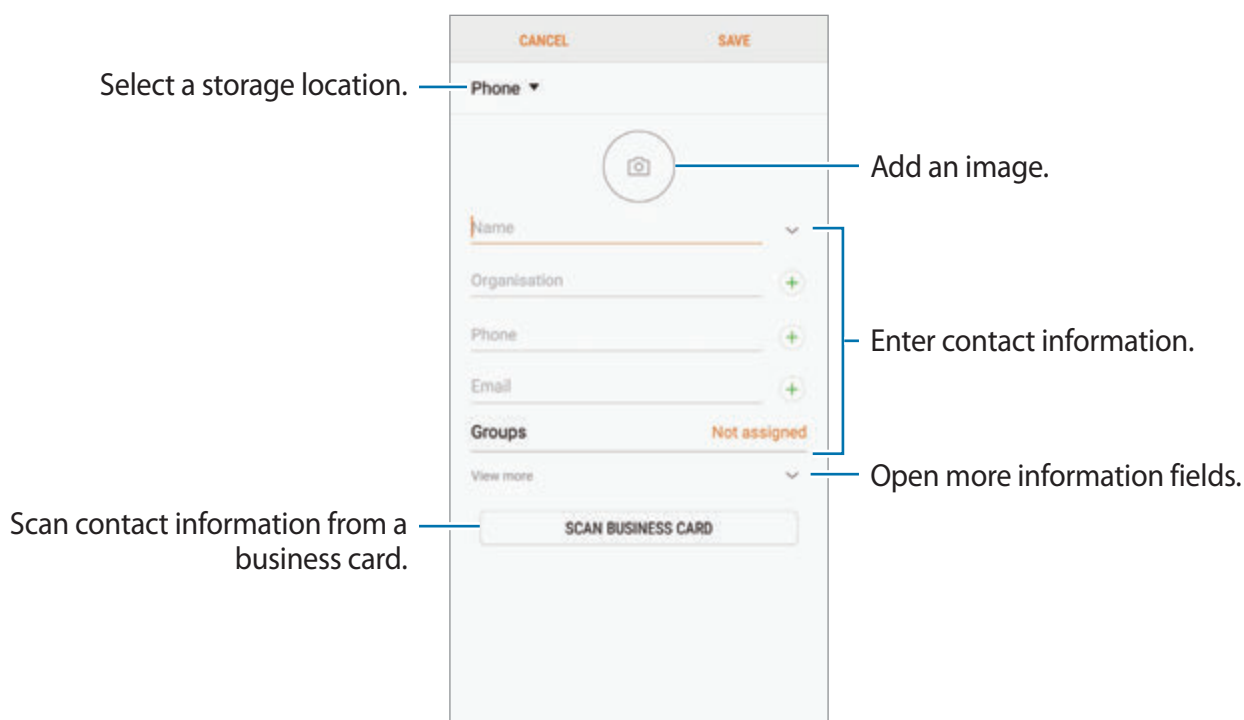 CANCEL SAVE
Select a storage location.
Phone
Add an image.
Name
Organisation
Phone
Enter contact information.
Email
Groups Not assigned
View more
Open more information fields.
Scan contact information from a
business card.
SCAN BUSINESS CARD